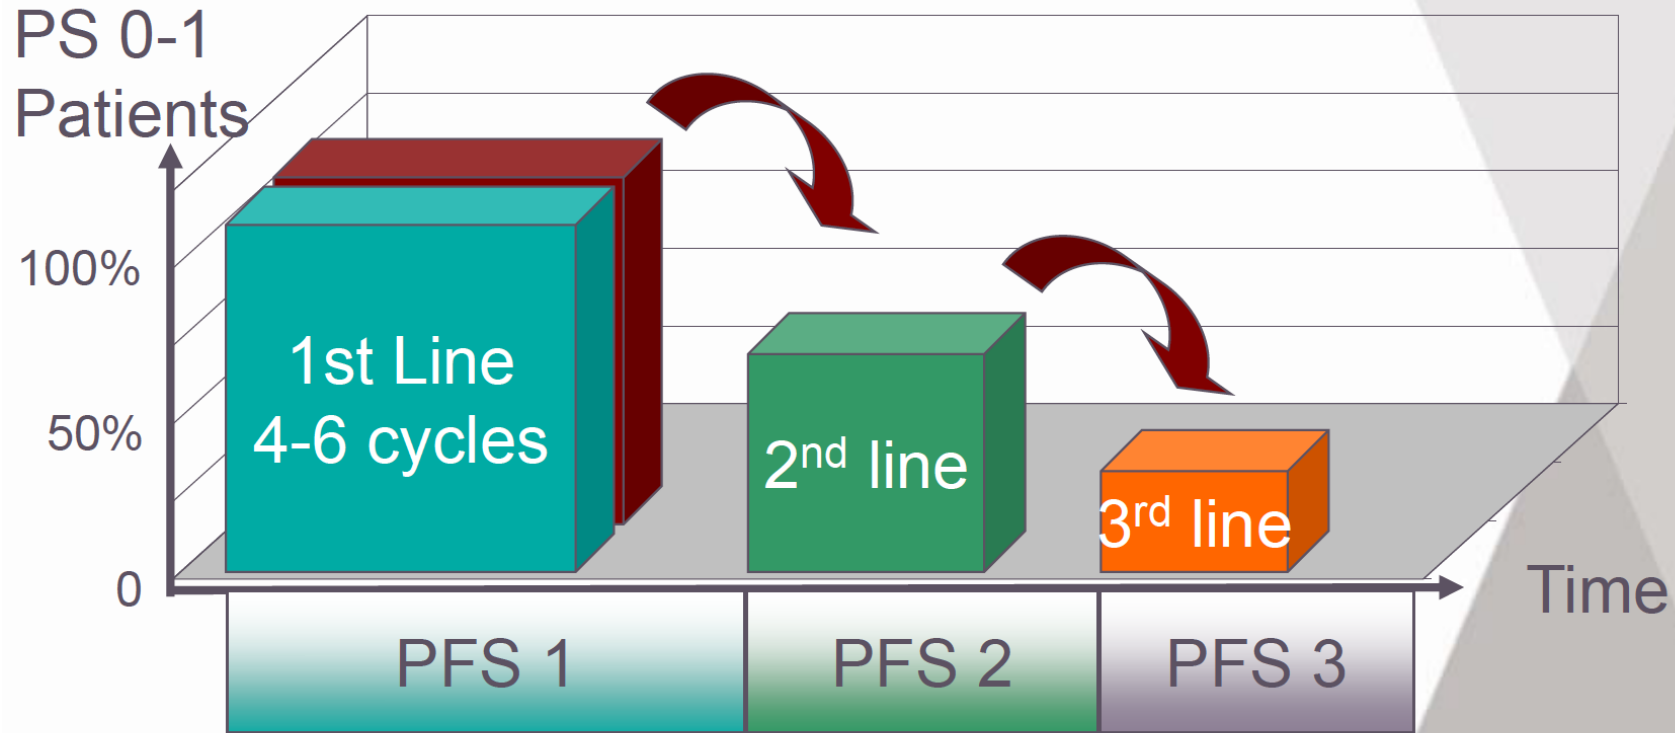 PS 0-1
Patients
100%
50%
0
1st Line
4-6 cycles
2nd line
3rd line
Time
PFS 1
PFS 2
PFS 3